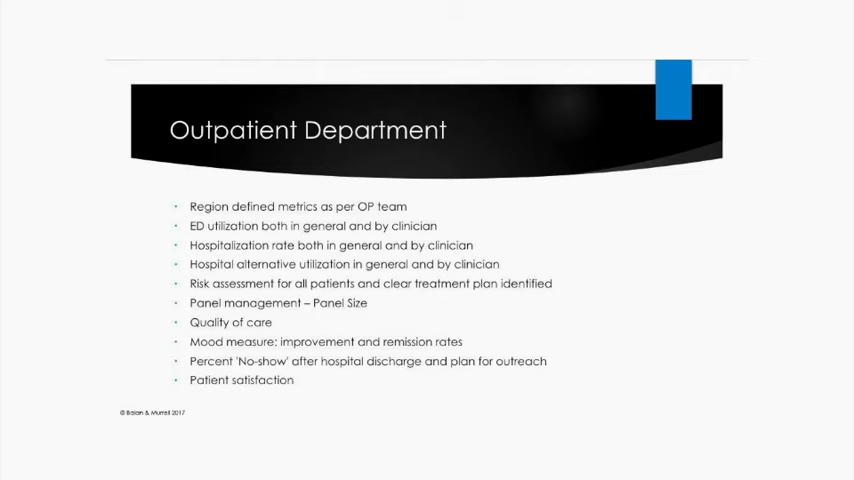 Outpatient Department
• Region defined metrics as per OP team
• ED utilization both in general and by clinician
• Hospitalization rate both in general and by clinician
• Hospital alternative utilization in general and by clinician
• Risk assessment for all patients and clear treatment plan identified
• Panel management – Panel Size
• Quality of care
• Mood measure: improvement and remission rates
• Percent 'No-show' after hospital discharge and plan for outreach
• Patient satisfaction
© Balan & Murrell 2017